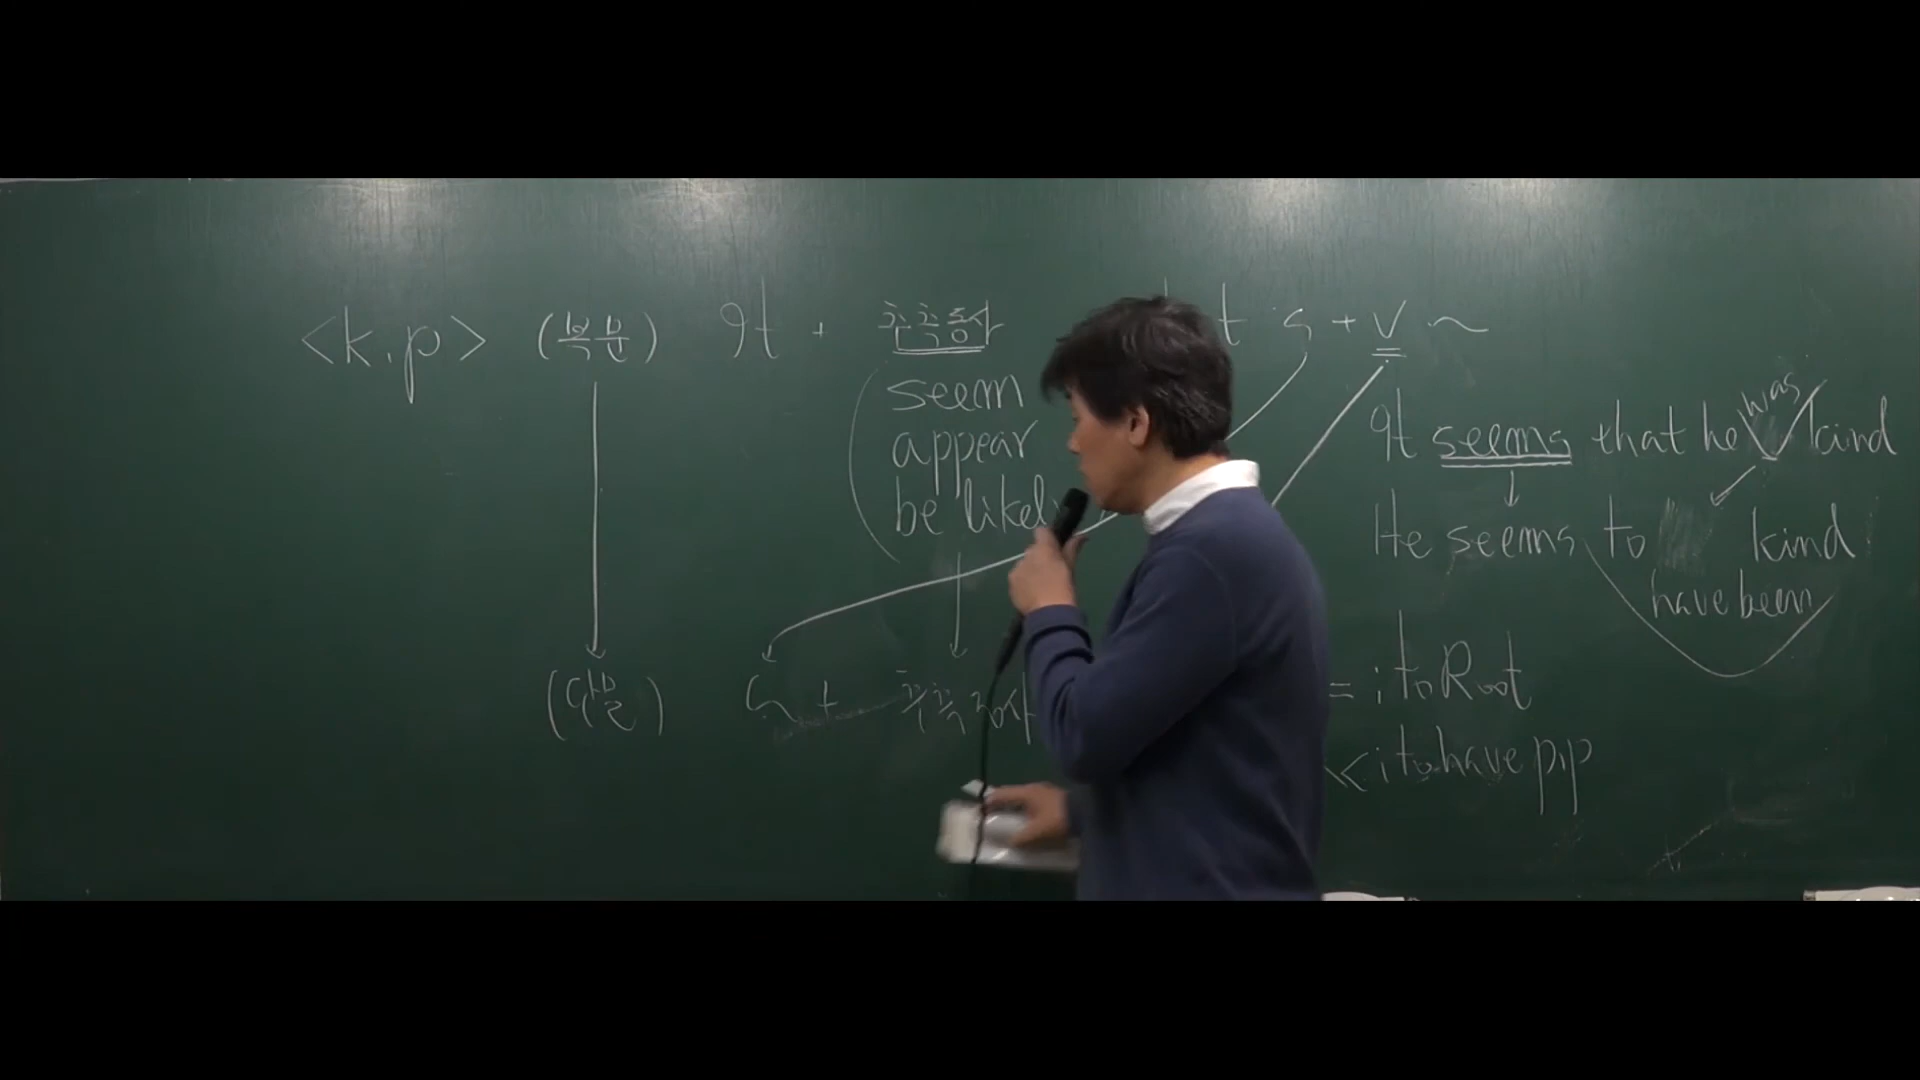 <k.p> (복문) It + 추측동사 t S + V ~
seem
appear
be likely
It seems that he was kind
He seems to kind
have been
(단문) S + 추측동사
= : to Root
< : to have p.p